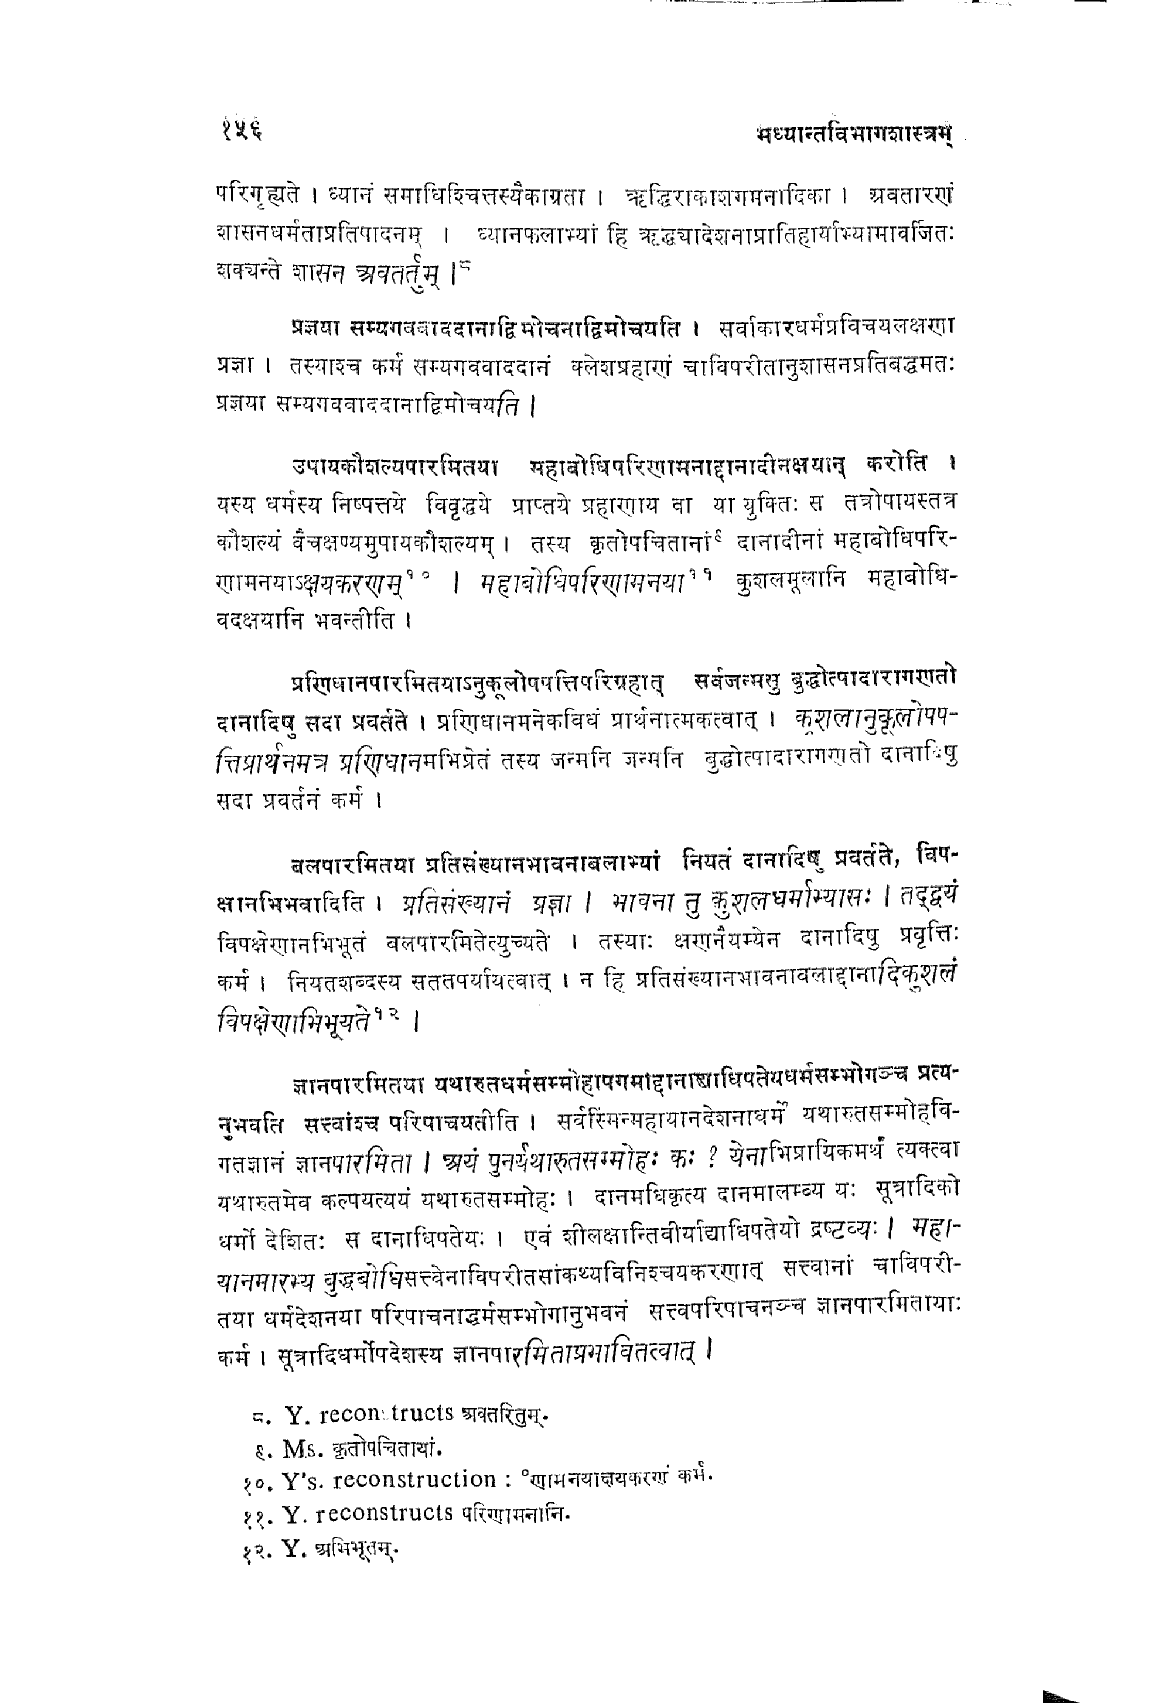 १५६ मध्यान्तविभागशास्त्रम्
परिगृह्यते । ध्यानं समाधिश्चित्तस्यैकाग्रता । ऋद्धिराकाशगमनादिका । अवतारणं
शासनधर्मताप्रतिपादनम् । ध्यानफलाभ्यां हि ऋद्ध्यादेशनाप्रातिहार्याभ्यामावर्जितः
शक्यन्ते शासन अवतर्तुम् ।⁸
प्रज्ञया सम्यगववाददानाद्विमोचनाद्विमोचयति । सर्वाकारधर्मप्रविचयलक्षणा
प्रज्ञा । तस्याश्च कर्म सम्यगववाददानं क्लेशप्रहाणं चाविपरीतानुशासनप्रतिबद्धमतः
प्रज्ञया सम्यगववाददानाद्विमोचयति ।
उपायकौशल्यपारमितया महाबोधिपरिणामनाद्दानादीनक्षयान् करोति ।
यस्य धर्मस्य निष्पत्तये विवृद्धये प्राप्तये प्रहाणाय वा या युक्तिः स तत्रोपायस्तत्र
कौशल्यं वैचक्षण्यमुपायकौशल्यम् । तस्य कृतोपचितानां⁹ दानादीनां महाबोधिपरि-
णामनयाऽक्षयकरणम्¹⁰ । महाबोधिपरिणामनया¹¹ कुशलमूलानि महाबोधि-
वदक्षयानि भवन्तीति ।
प्रणिधानपारमितयाऽनुकूलोपपत्तिपरिग्रहात् सर्वजन्मसु बुद्धोत्पादारागणतो
दानादिषु सदा प्रवर्तते । प्रणिधानमनेकविधं प्रार्थनात्मकत्वात् । कुशलानुकूलोपप-
त्तिप्रार्थनमत्र प्रणिधानमभिप्रेतं तस्य जन्मनि जन्मनि बुद्धोत्पादारागणतो दानादिषु
सदा प्रवर्तनं कर्म ।
बलपारमितया प्रतिसंख्यानभावनाबलाभ्यां नियतं दानादिषु प्रवर्तते, विप-
क्षानभिभवादिति । प्रतिसंख्यानं प्रज्ञा । भावना तु कुशलधर्माभ्यासः । तद्द्वयं
विपक्षेणानभिभूतं बलपारमितेत्युच्यते । तस्याः क्षणनैयम्येन दानादिषु प्रवृत्तिः
कर्म । नियतशब्दस्य सततपर्यायत्वात् । न हि प्रतिसंख्यानभावनावलाद्दानादिकुशलं
विपक्षेणाभिभूयते¹² ।
ज्ञानपारमितया यथारुतधर्मसम्मोहापगमाद्दानाद्याधिपतेयधर्मसम्भोगञ्च प्रत्य-
नुभवति सत्त्वांश्च परिपाचयतीति । सर्वस्मिन्महायानदेशनाधर्मे यथारुतसम्मोहवि-
गतज्ञानं ज्ञानपारमिता । अयं पुनर्यथारुतसम्मोहः कः ? येनाभिप्रायिकमर्थं त्यक्त्वा
यथारुतमेव कल्पयत्ययं यथारुतसम्मोहः । दानमधिकृत्य दानमालम्ब्य यः सूत्रादिको
धर्मो देशितः स दानाधिपतेयः । एवं शीलक्षान्तिवीर्याद्याधिपतेयो द्रष्टव्यः । महा-
यानमारभ्य बुद्धबोधिसत्त्वेनाविपरीतसांकथ्यविनिश्चयकरणात् सत्त्वानां चाविपरी-
तया धर्मदेशनया परिपाचनाद्धर्मसम्भोगानुभवनं सत्त्वपरिपाचनञ्च ज्ञानपारमितायाः
कर्म । सूत्रादिधर्मोपदेशस्य ज्ञानपारमिताप्रभावितत्वात् ।
८. Y. reconstructs अवतरितुम्.
९. Ms. कृतोपचितायां.
१०. Y's. reconstruction : °णामनयाक्षयकरणं कर्म.
११. Y. reconstructs परिणामनानि.
१२. Y. अभिभूतम्.